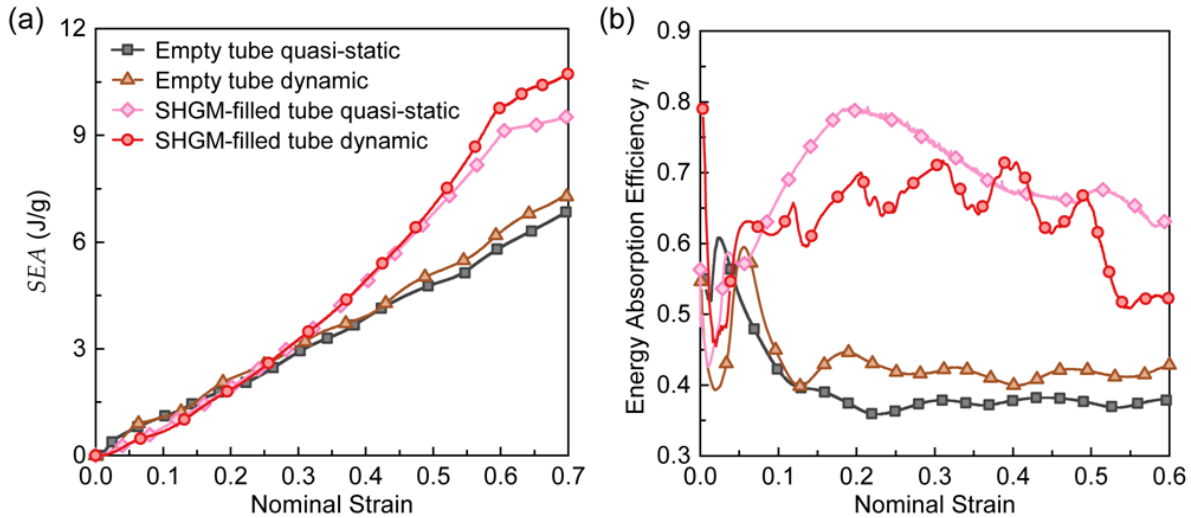 (a)
12
9
6
3
0
SEA (J/g)
Empty tube quasi-static
Empty tube dynamic
SHGM-filled tube quasi-static
SHGM-filled tube dynamic
0.0 0.1 0.2 0.3 0.4 0.5 0.6 0.7
Nominal Strain
(b)
0.9
0.8
0.7
0.6
0.5
0.4
0.3
Energy Absorption Efficiency η
0.0 0.1 0.2 0.3 0.4 0.5 0.6
Nominal Strain